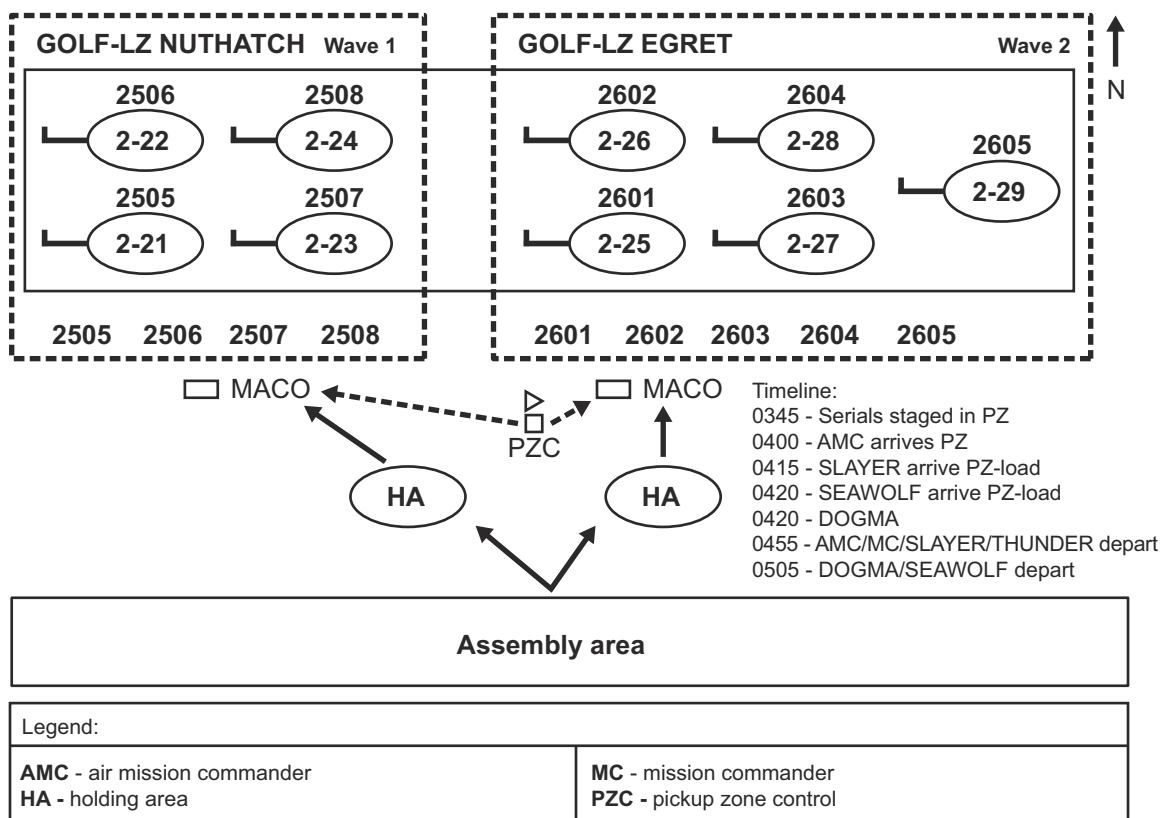 GOLF-LZ NUTHATCH Wave 1
2506 2508
2-22 2-24
2505 2507
2-21 2-23
2505 2506 2507 2508
GOLF-LZ EGRET Wave 2
2602 2604
2-26 2-28
2605
2-29
2601 2603
2-25 2-27
2601 2602 2603 2604 2605
N
MACO
PZC
MACO
HA
HA
Timeline:
0345 - Serials staged in PZ
0400 - AMC arrives PZ
0415 - SLAYER arrive PZ-load
0420 - SEAWOLF arrive PZ-load
0420 - DOGMA
0455 - AMC/MC/SLAYER/THUNDER depart
0505 - DOGMA/SEAWOLF depart
Assembly area
Legend:
AMC - air mission commander
HA - holding area
MC - mission commander
PZC - pickup zone control